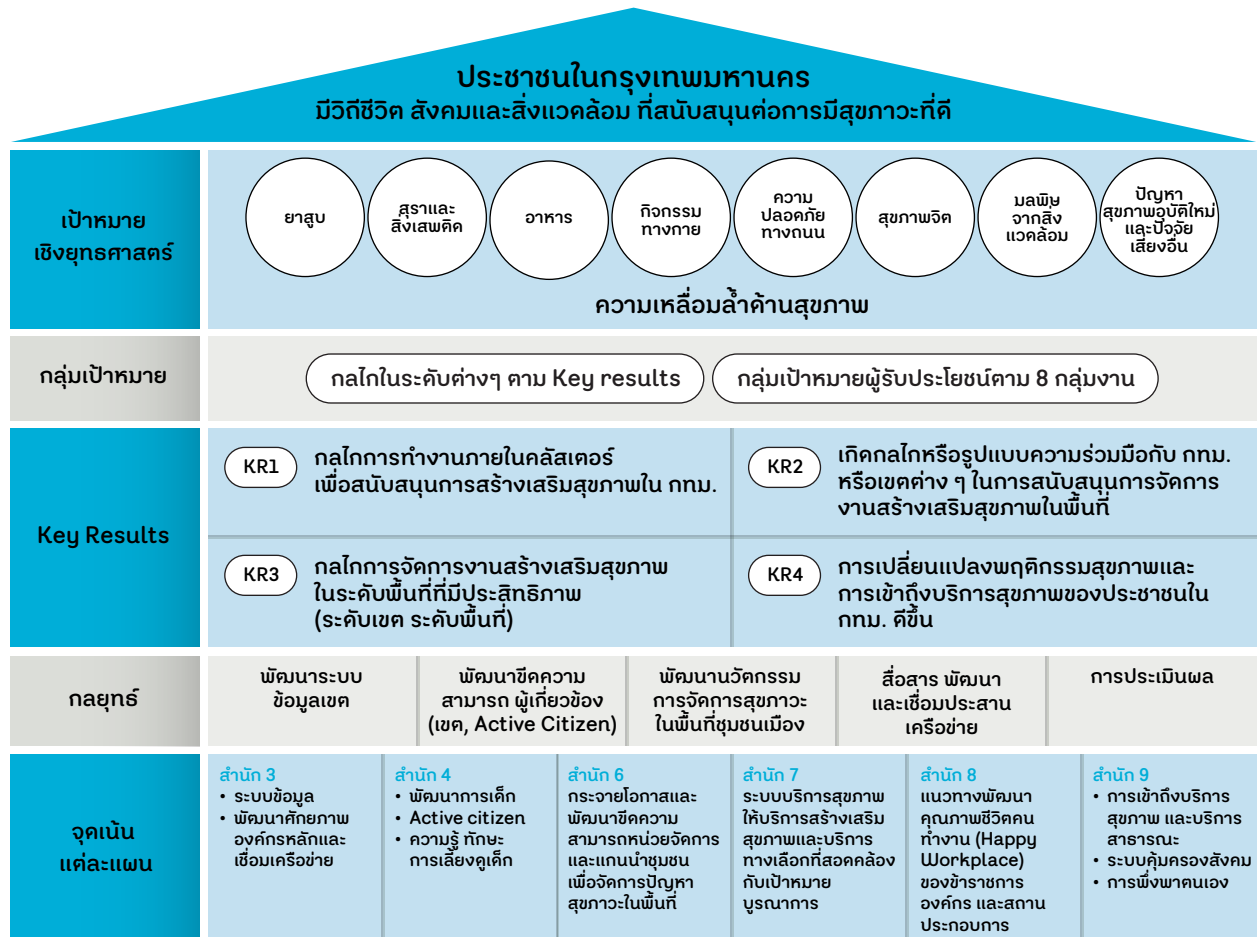 ประชาชนในกรุงเทพมหานคร
มีวิถีชีวิต สังคมและสิ่งแวดล้อม ที่สนับสนุนต่อการมีสุขภาวะที่ดี
เป้าหมาย
เชิงยุทธศาสตร์
ยาสูบ
สุราและ
สิ่งเสพติด
อาหาร
กิจกรรม
ทางกาย
ความ
ปลอดภัย
ทางถนน
สุขภาพจิต
มลพิษ
จากสิ่ง
แวดล้อม
ปัญหา
สุขภาพอุบัติใหม่
และปัจจัย
เสี่ยงอื่น
ความเหลื่อมล้ำด้านสุขภาพ
กลุ่มเป้าหมาย
กลไกในระดับต่างๆ ตาม Key results
กลุ่มเป้าหมายผู้รับประโยชน์ตาม 8 กลุ่มงาน
Key Results
KR1
กลไกการทำงานภายในคลัสเตอร์
เพื่อสนับสนุนการสร้างเสริมสุขภาพใน กทม.
KR2
เกิดกลไกหรือรูปแบบความร่วมมือกับ กทม.
หรือเขตต่าง ๆ ในการสนับสนุนการจัดการ
งานสร้างเสริมสุขภาพในพื้นที่
KR3
กลไกการจัดการงานสร้างเสริมสุขภาพ
ในระดับพื้นที่ที่มีประสิทธิภาพ
(ระดับเขต ระดับพื้นที่)
KR4
การเปลี่ยนแปลงพฤติกรรมสุขภาพและ
การเข้าถึงบริการสุขภาพของประชาชนใน
กทม. ดีขึ้น
กลยุทธ์
พัฒนาระบบ
ข้อมูลเขต
พัฒนาขีดความ
สามารถ ผู้เกี่ยวข้อง
(เขต, Active Citizen)
พัฒนานวัตกรรม
การจัดการสุขภาวะ
ในพื้นที่ชุมชนเมือง
สื่อสาร พัฒนา
และเชื่อมประสาน
เครือข่าย
การประเมินผล
จุดเน้น
แต่ละแผน
สำนัก 3
• ระบบข้อมูล
• พัฒนาศักยภาพ
องค์กรหลักและ
เชื่อมเครือข่าย
สำนัก 4
• พัฒนาการเด็ก
• Active citizen
• ความรู้ ทักษะ
การเลี้ยงดูเด็ก
สำนัก 6
กระจายโอกาสและ
พัฒนาขีดความ
สามารถหน่วยจัดการ
และแกนนำชุมชน
เพื่อจัดการปัญหา
สุขภาวะในพื้นที่
สำนัก 7
ระบบบริการสุขภาพ
ให้บริการสร้างเสริม
สุขภาพและบริการ
ทางเลือกที่สอดคล้อง
กับเป้าหมาย
บูรณาการ
สำนัก 8
แนวทางพัฒนา
คุณภาพชีวิตคน
ทำงาน (Happy
Workplace)
ของข้าราชการ
องค์กร และสถาน
ประกอบการ
สำนัก 9
• การเข้าถึงบริการ
สุขภาพ และบริการ
สาธารณะ
• ระบบคุ้มครองสังคม
• การพึ่งพาตนเอง